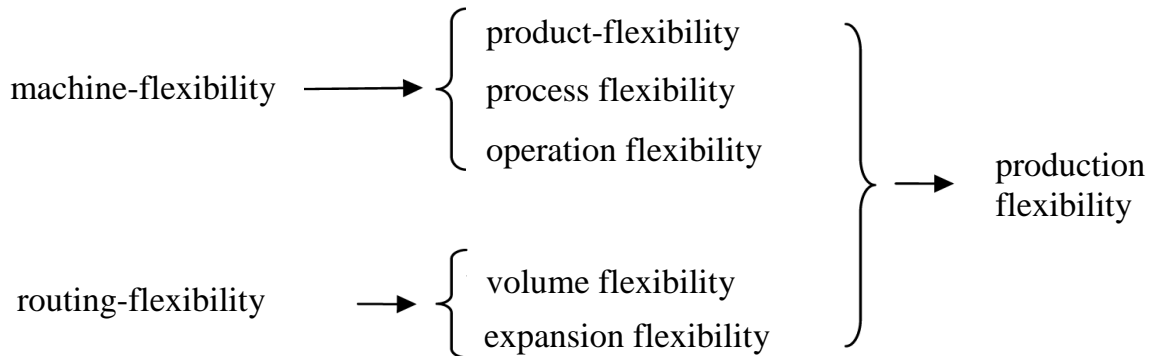 machine-flexibility
product-flexibility
process flexibility
operation flexibility
routing-flexibility
volume flexibility
expansion flexibility
production
flexibility